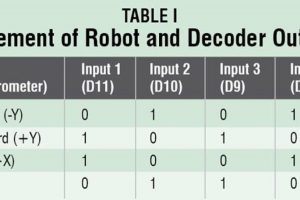 TABLE I
ement of Robot and Decoder Out
rometer) Input 1 (D11) Input 2 (D10) Input 3 (D9) In (D
(-Y) 0 1 0 1
rd (+Y) 1 0 1 0
-X) 1 0 0 1
0 1 1 0